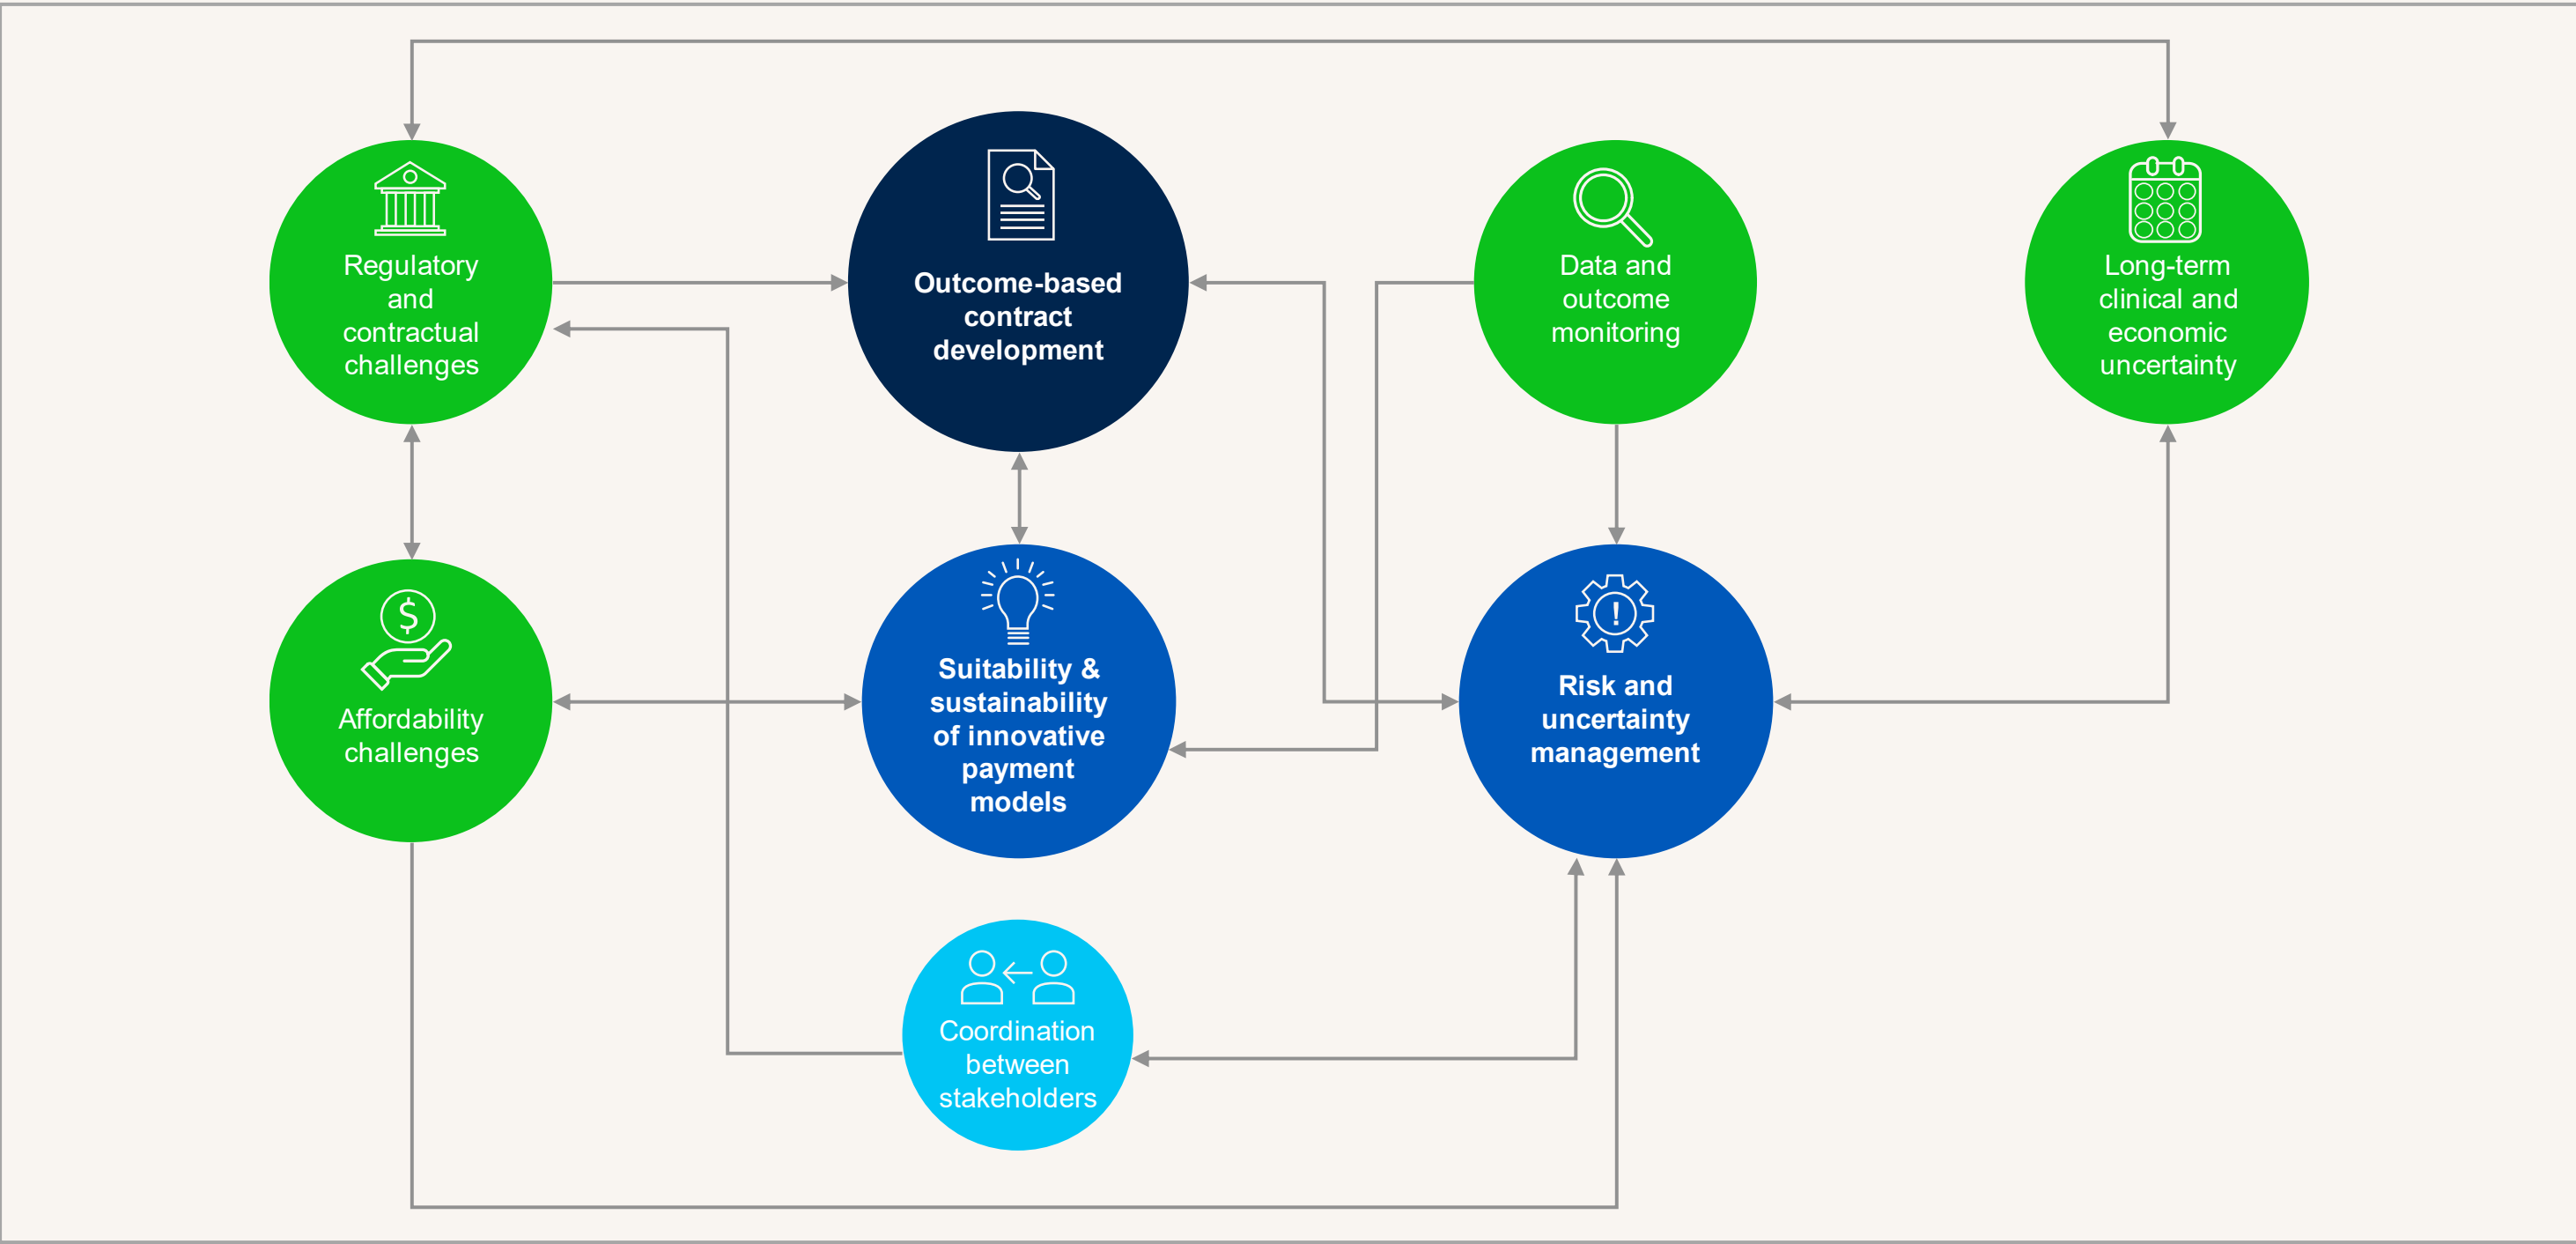 Regulatory
and
contractual
challenges
Outcome-based
contract
development
Data and
outcome
monitoring
Long-term
clinical and
economic
uncertainty
$
Affordability
challenges
Suitability &
sustainability
of innovative
payment
models
!
Risk and
uncertainty
management
Coordination
between
stakeholders